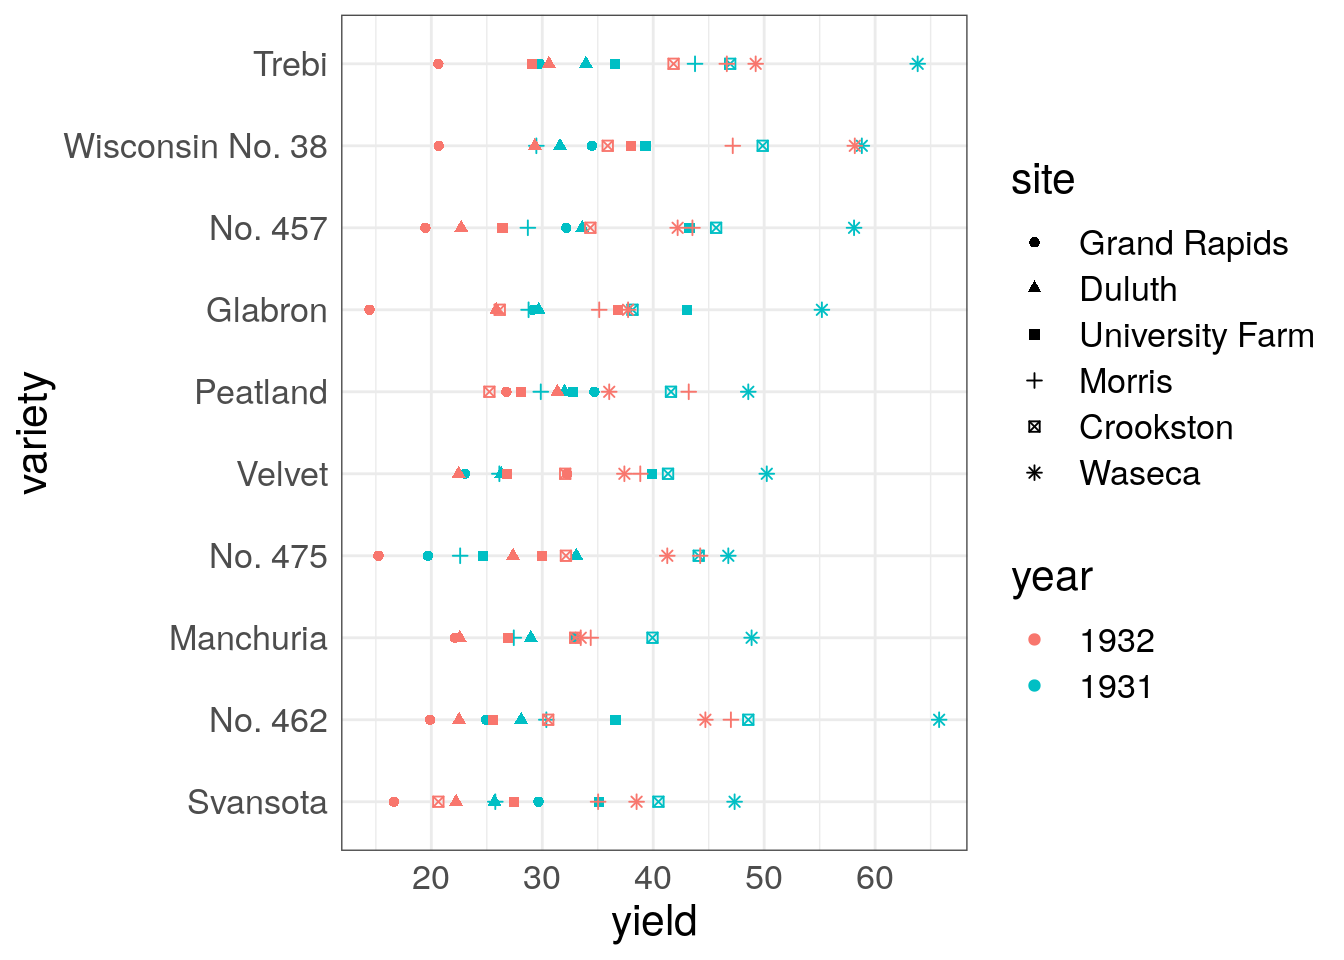 Trebi
Wisconsin No. 38
No. 457
Glabron
Peatland
Velvet
No. 475
Manchuria
No. 462
Svansota
variety
20 30 40 50 60
yield
site
Grand Rapids
Duluth
University Farm
Morris
Crookston
Waseca
year
1932
1931